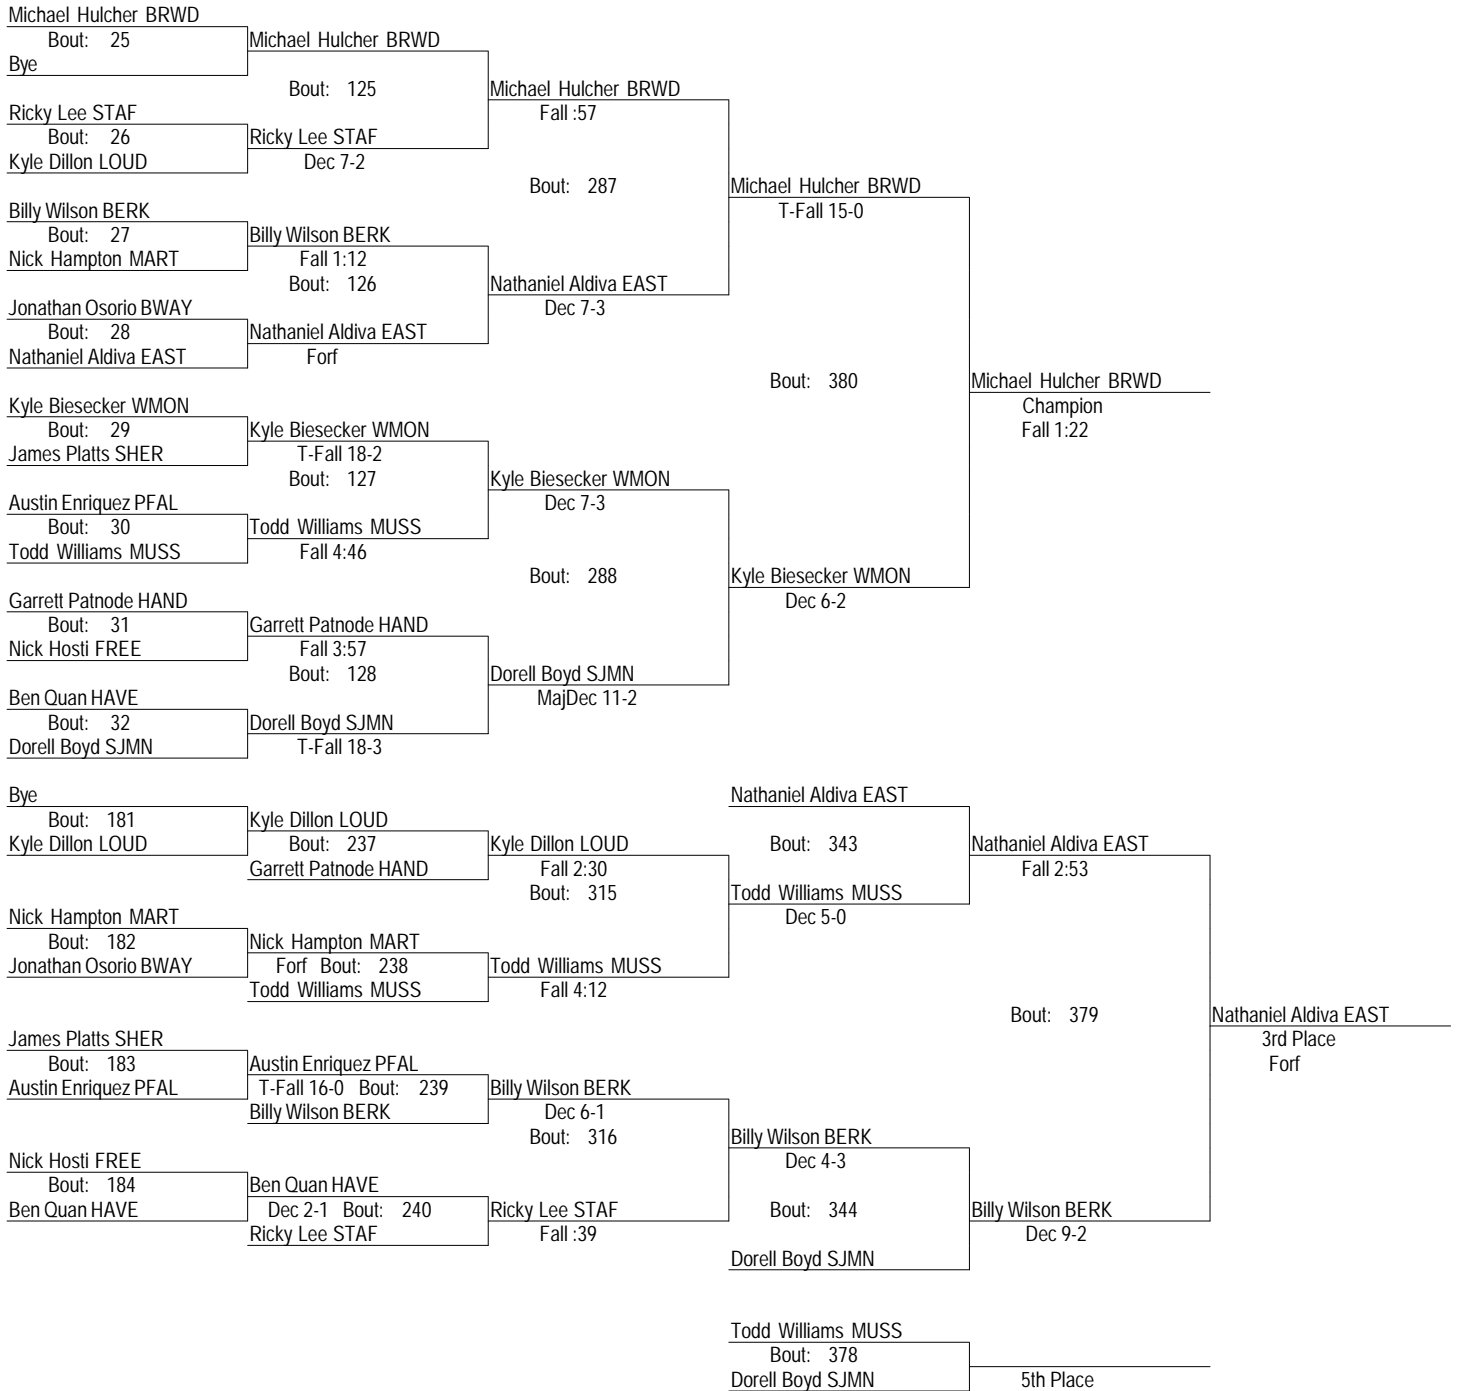 Michael Hulcher BRWD
Bout: 25
Michael Hulcher BRWD
Bye
Bout: 125
Michael Hulcher BRWD
Ricky Lee STAF
Fall :57
Bout: 26
Ricky Lee STAF
Kyle Dillon LOUD
Dec 7-2
Bout: 287
Michael Hulcher BRWD
Billy Wilson BERK
T-Fall 15-0
Bout: 27
Billy Wilson BERK
Nick Hampton MART
Fall 1:12
Bout: 126
Nathaniel Aldiva EAST
Jonathan Osorio BWAY
Dec 7-3
Bout: 28
Nathaniel Aldiva EAST
Nathaniel Aldiva EAST
Forf
Bout: 380
Michael Hulcher BRWD
Kyle Biesecker WMON
Champion
Bout: 29
Kyle Biesecker WMON
Fall 1:22
James Platts SHER
T-Fall 18-2
Bout: 127
Kyle Biesecker WMON
Austin Enriquez PFAL
Dec 7-3
Bout: 30
Todd Williams MUSS
Todd Williams MUSS
Fall 4:46
Bout: 288
Kyle Biesecker WMON
Garrett Patnode HAND
Dec 6-2
Bout: 31
Garrett Patnode HAND
Nick Hosti FREE
Fall 3:57
Bout: 128
Dorell Boyd SJMN
Ben Quan HAVE
MajDec 11-2
Bout: 32
Dorell Boyd SJMN
Dorell Boyd SJMN
T-Fall 18-3
Bye
Nathaniel Aldiva EAST
Bout: 181
Kyle Dillon LOUD
Kyle Dillon LOUD
Bout: 237
Kyle Dillon LOUD
Bout: 343
Nathaniel Aldiva EAST
Garrett Patnode HAND
Fall 2:30
Fall 2:53
Bout: 315
Todd Williams MUSS
Nick Hampton MART
Dec 5-0
Bout: 182
Nick Hampton MART
Jonathan Osorio BWAY
Forf Bout: 238
Todd Williams MUSS
Todd Williams MUSS
Fall 4:12
Bout: 379
Nathaniel Aldiva EAST
James Platts SHER
3rd Place
Bout: 183
Austin Enriquez PFAL
Forf
Austin Enriquez PFAL
T-Fall 16-0 Bout: 239
Billy Wilson BERK
Billy Wilson BERK
Dec 6-1
Bout: 316
Billy Wilson BERK
Nick Hosti FREE
Dec 4-3
Bout: 184
Ben Quan HAVE
Ben Quan HAVE
Dec 2-1 Bout: 240
Ricky Lee STAF
Bout: 344
Billy Wilson BERK
Ricky Lee STAF
Fall :39
Dec 9-2
Dorell Boyd SJMN
Todd Williams MUSS
Bout: 378
Dorell Boyd SJMN
5th Place